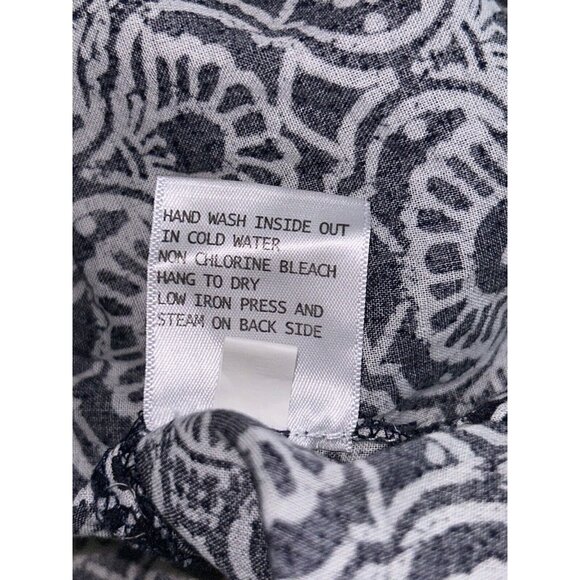 HAND WASH INSIDE OUT
IN COLD WATER
NON CHLORINE BLEACH
HANG TO DRY
LOW IRON PRESS AND
STEAM ON BACK SIDE